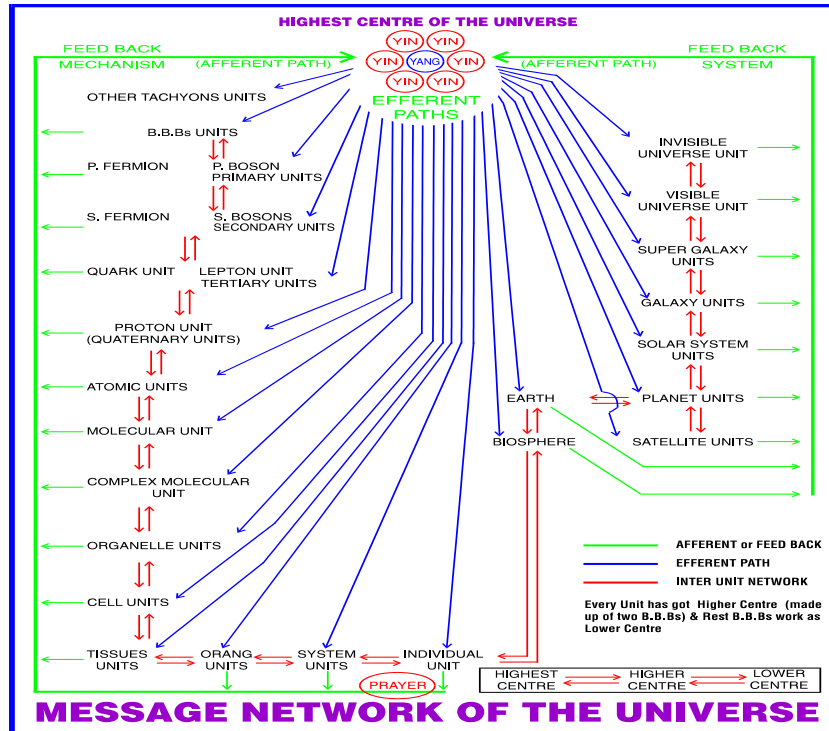 HIGHEST CENTRE OF THE UNIVERSE
YIN YIN
YIN YANG YIN
YIN YIN
FEED BACK
MECHANISM (AFFERENT PATH)
(AFFERENT PATH) FEED BACK
SYSTEM
EFFERENT
PATHS
OTHER TACHYONS UNITS
B.B.Bs UNITS
P. FERMION P. BOSON
PRIMARY UNITS
S. FERMION S. BOSONS
SECONDARY UNITS
QUARK UNIT LEPTON UNIT
TERTIARY UNITS
PROTON UNIT
(QUATERNARY UNITS)
ATOMIC UNITS
MOLECULAR UNIT
COMPLEX MOLECULAR
UNIT
ORGANELLE UNITS
CELL UNITS
TISSUES
UNITS
ORANG
UNITS
SYSTEM
UNITS
INDIVIDUAL
UNIT
PRAYER
INVISIBLE
UNIVERSE UNIT
VISIBLE
UNIVERSE UNIT
SUPER GALAXY
UNITS
GALAXY UNITS
SOLAR SYSTEM
UNITS
EARTH PLANET UNITS
BIOSPHERE SATELLITE UNITS
AFFERENT or FEED BACK
EFFERENT PATH
INTER UNIT NETWORK
Every Unit has got Higher Centre (made
up of two B.B.Bs) & Rest B.B.Bs work as
Lower Centre
HIGHEST
CENTRE
HIGHER
CENTRE
LOWER
CENTRE
MESSAGE NETWORK OF THE UNIVERSE